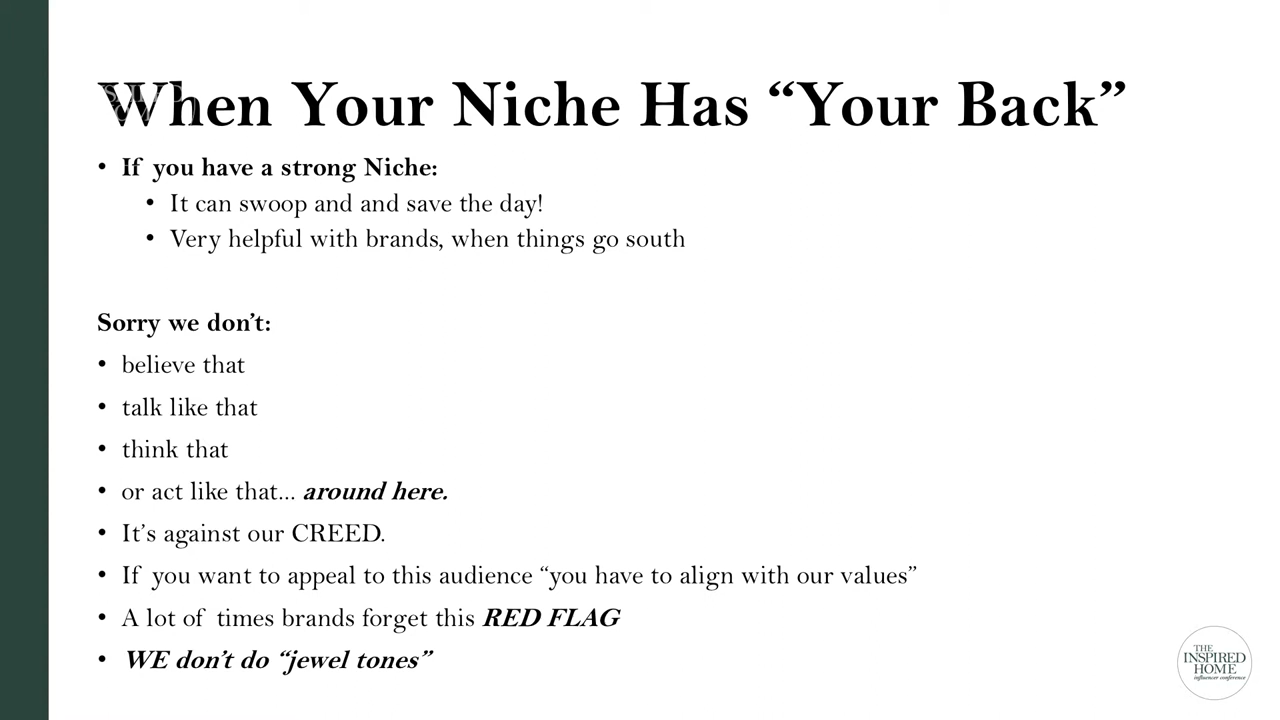 When Your Niche Has “Your Back”
• If you have a strong Niche:
• It can swoop and and save the day!
• Very helpful with brands, when things go south
Sorry we don’t:
• believe that
• talk like that
• think that
• or act like that... around here.
• It’s against our CREED.
• If you want to appeal to this audience “you have to align with our values”
• A lot of times brands forget this RED FLAG
• WE don’t do “jewel tones”
THE
INSPIRED
HOME
influencer conference